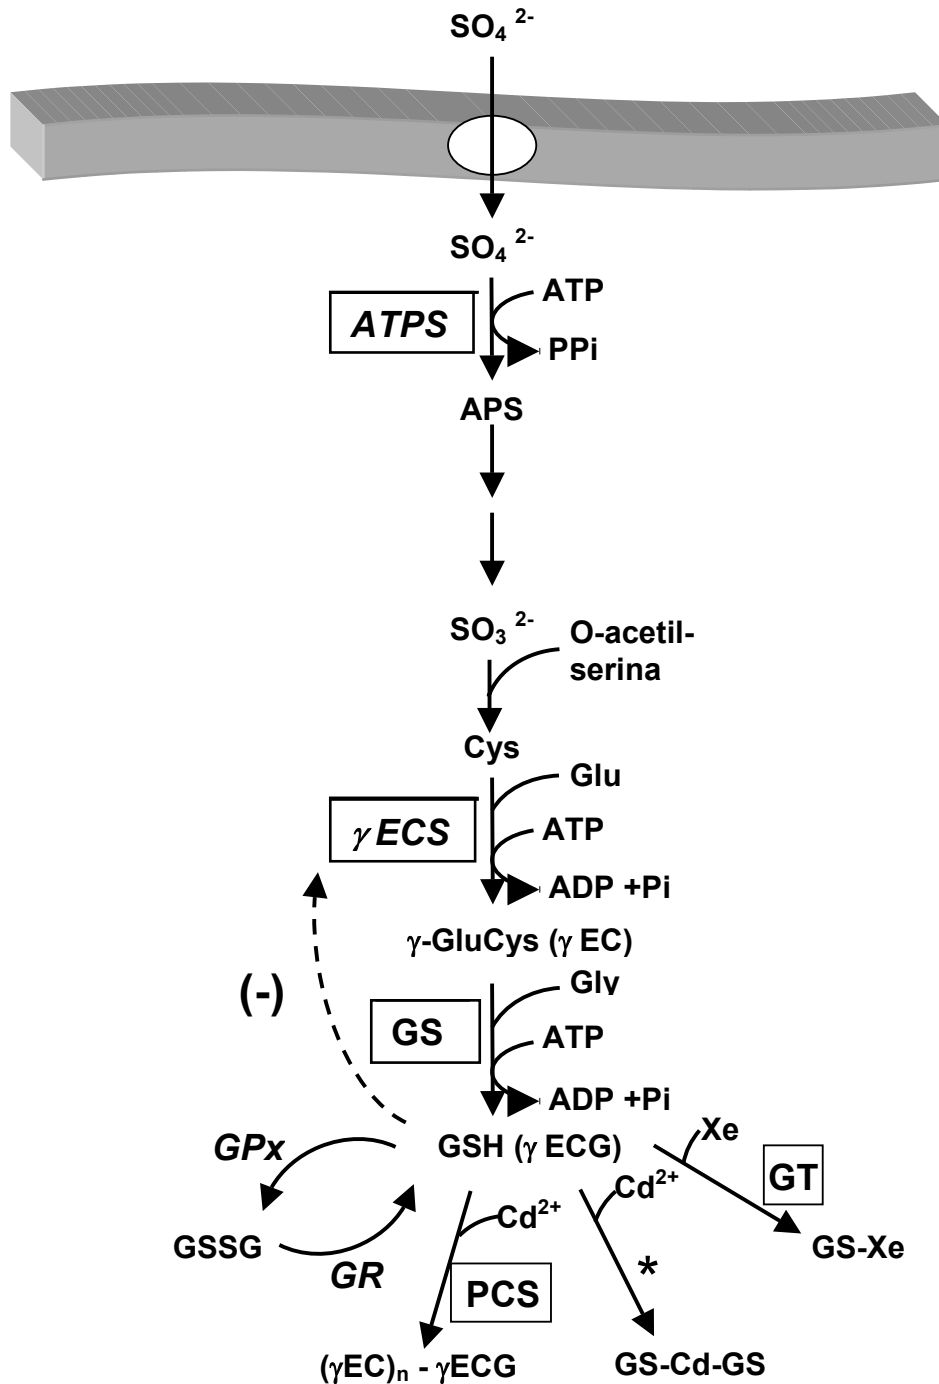 SO₄ ²⁻
SO₄ ²⁻
ATP
ATPS
PPi
APS
SO₃ ²⁻
O-acetil-
serina
Cys
Glu
γ ECS
ATP
ADP +Pi
γ-GluCys (γ EC)
(-)
Gly
GS
ATP
ADP +Pi
GSH (γ ECG)
Xe
GPx
GT
Cd²⁺
Cd²⁺
GSSG
GS-Xe
GR
*
PCS
(γEC)ₙ - γECG
GS-Cd-GS